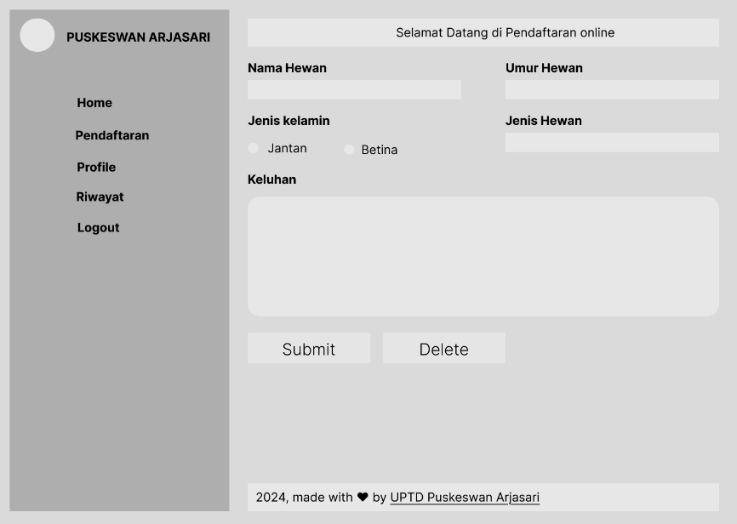 PUSKESWAN ARJASARI
Home
Pendaftaran
Profile
Riwayat
Logout
Selamat Datang di Pendaftaran online
Nama Hewan
Umur Hewan
Jenis kelamin
Jenis Hewan
Jantan
Betina
Keluhan
Submit
Delete
2024, made with ❤ by UPTD Puskeswan Arjasari